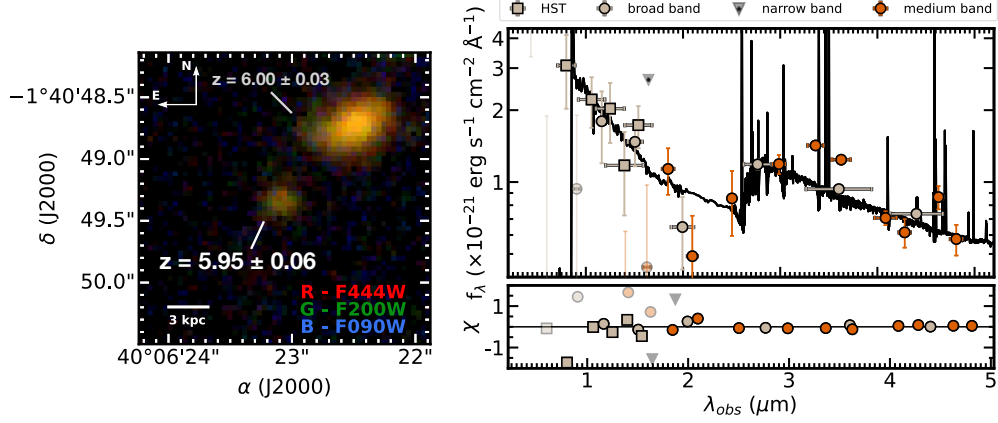 HST broad band narrow band medium band
N
E
z = 6.00 ± 0.03
z = 5.95 ± 0.06
R - F444W
G - F200W
B - F090W
3 kpc
−1°40'48.5"
49.0"
49.5"
50.0"
δ (J2000)
40°06'24" 23" 22"
α (J2000)
4
3
2
1
f_λ (×10⁻²¹ erg s⁻¹ cm⁻² Å⁻¹)
1
-1
χ
1 2 3 4 5
λ_obs (μm)